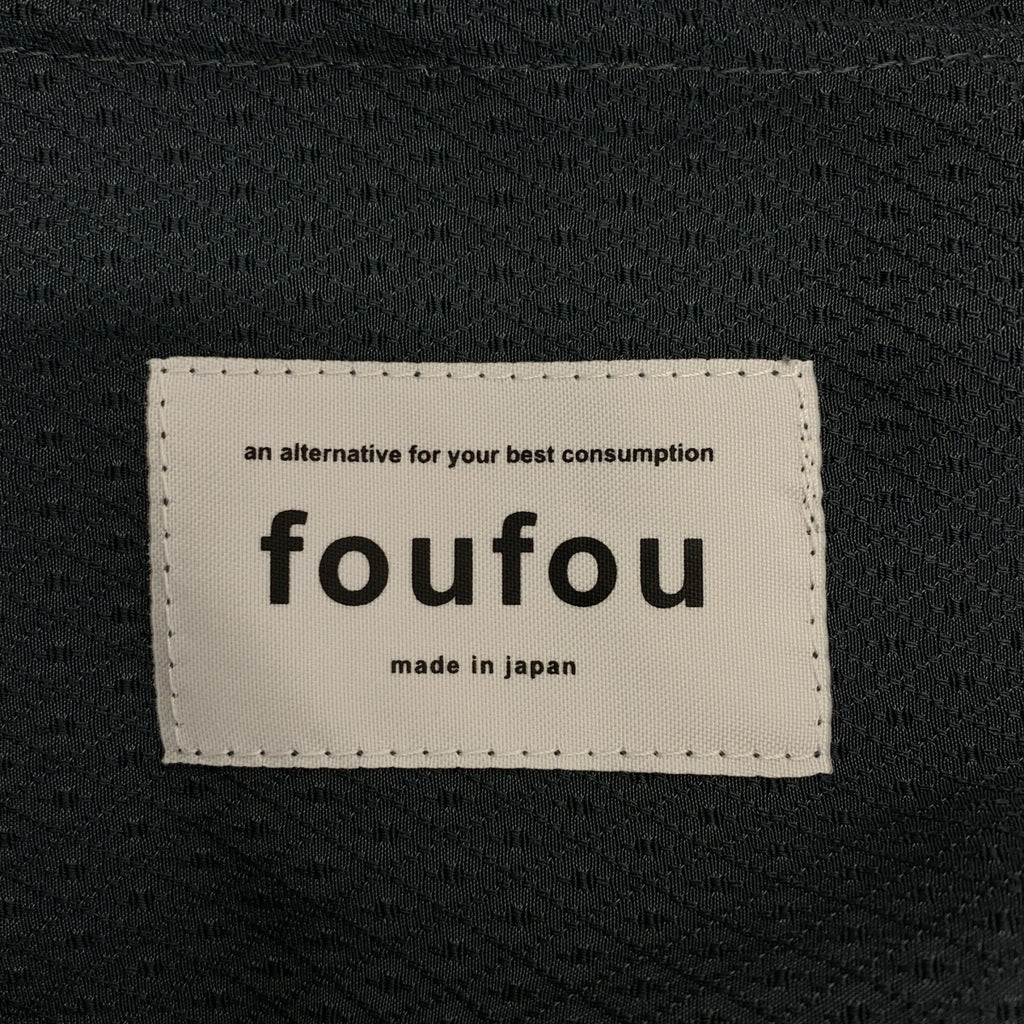 an alternative for your best consumption
foufou
made in japan